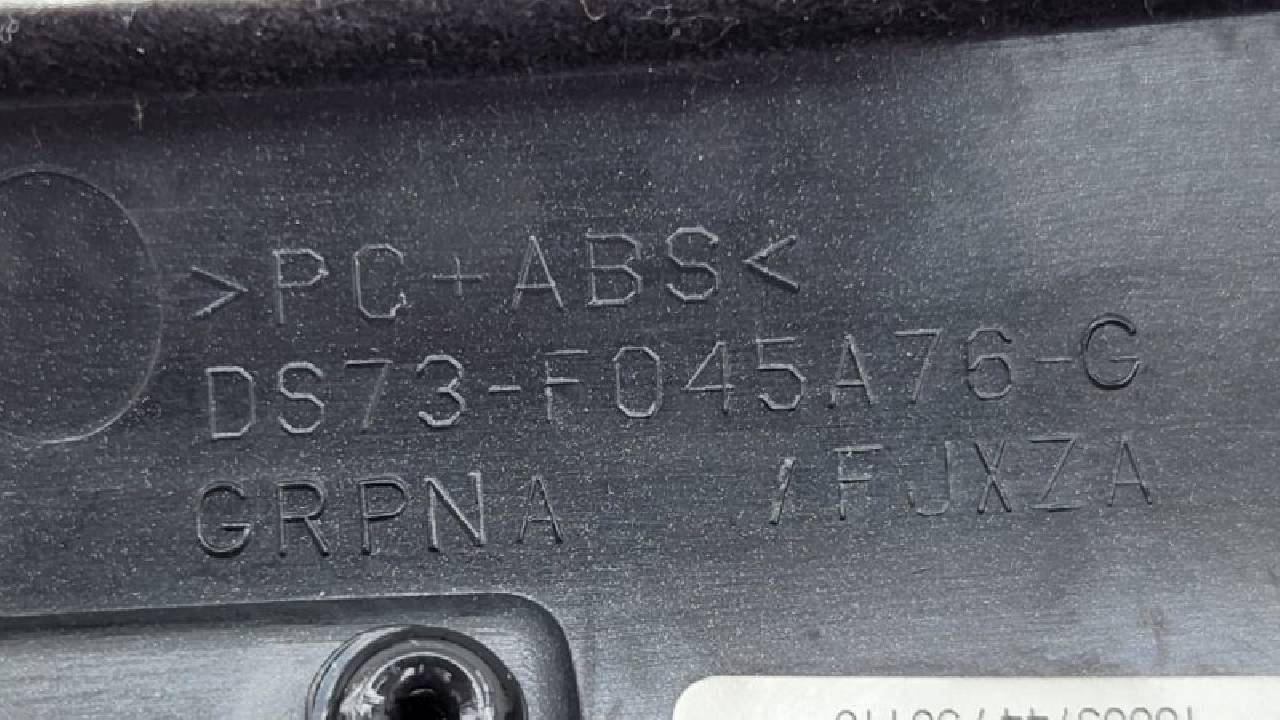 >PC+ABS<
DS73-F045A76-G
GRPNA /FJXZA